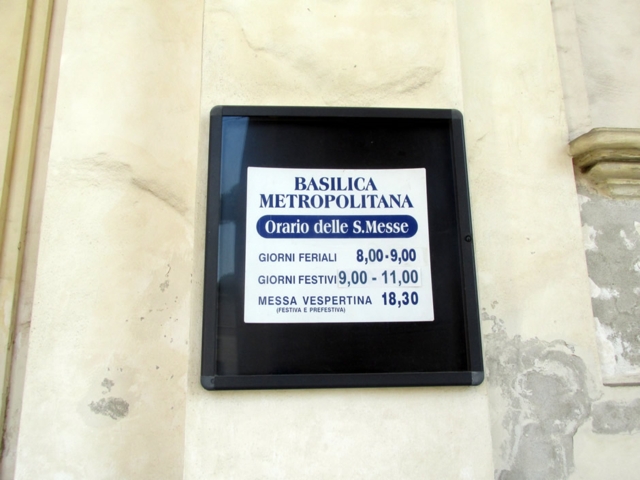 BASILICA
METROPOLITANA
Orario delle S.Messe
GIORNI FERIALI 8,00-9,00
GIORNI FESTIVI 9,00 - 11,00
MESSA VESPERTINA 18,30
(FESTIVA E PREFESTIVA)